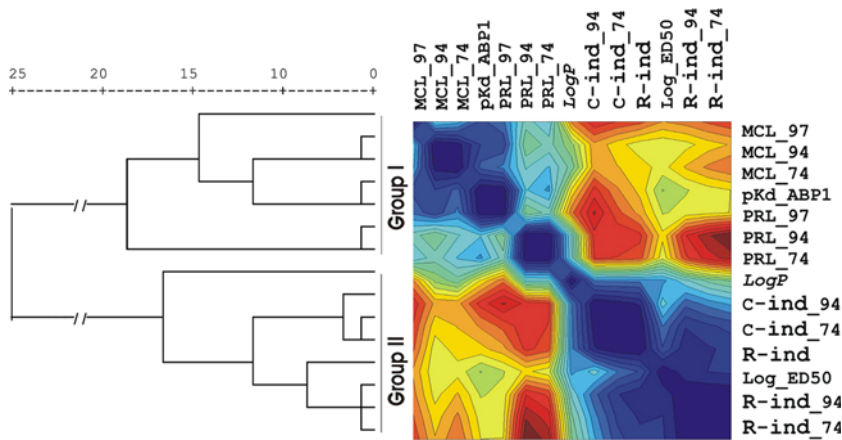 25 20 15 10 5 0
MCL_97
MCL_94
MCL_74
pKd_ABP1
PRL_97
PRL_94
PRL_74
LogP
C-ind_94
C-ind_74
R-ind
Log_ED50
R-ind_94
R-ind_74
//
Group I
//
Group II
MCL_97
MCL_94
MCL_74
pKd_ABP1
PRL_97
PRL_94
PRL_74
LogP
C-ind_94
C-ind_74
R-ind
Log_ED50
R-ind_94
R-ind_74